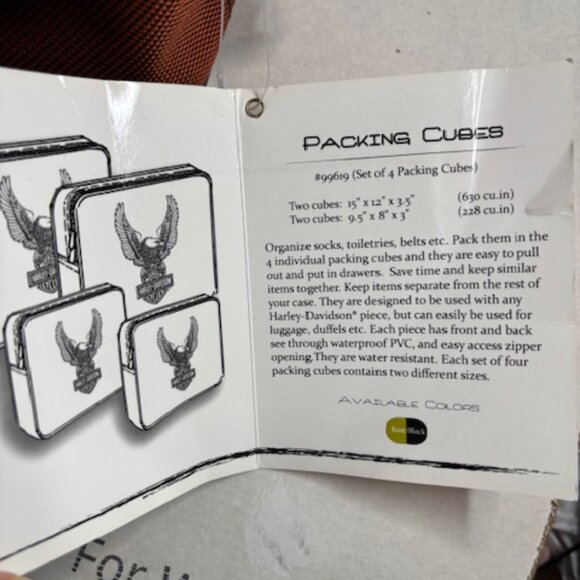 PACKING CUBES
#99619 (Set of 4 Packing Cubes)
Two cubes: 15" x 12" x 3.5" (630 cu.in)
Two cubes: 9.5" x 8" x 3" (228 cu.in)
Organize socks, toiletries, belts etc. Pack them in the
4 individual packing cubes and they are easy to pull
out and put in drawers. Save time and keep similar
items together. Keep items separate from the rest of
your case. They are designed to be used with any
Harley-Davidson® piece, but can easily be used for
luggage, duffels etc. Each piece has front and back
see through waterproof PVC, and easy access zipper
opening.They are water resistant. Each set of four
packing cubes contains two different sizes.
AVAILABLE COLORS:
Rust/Black
For